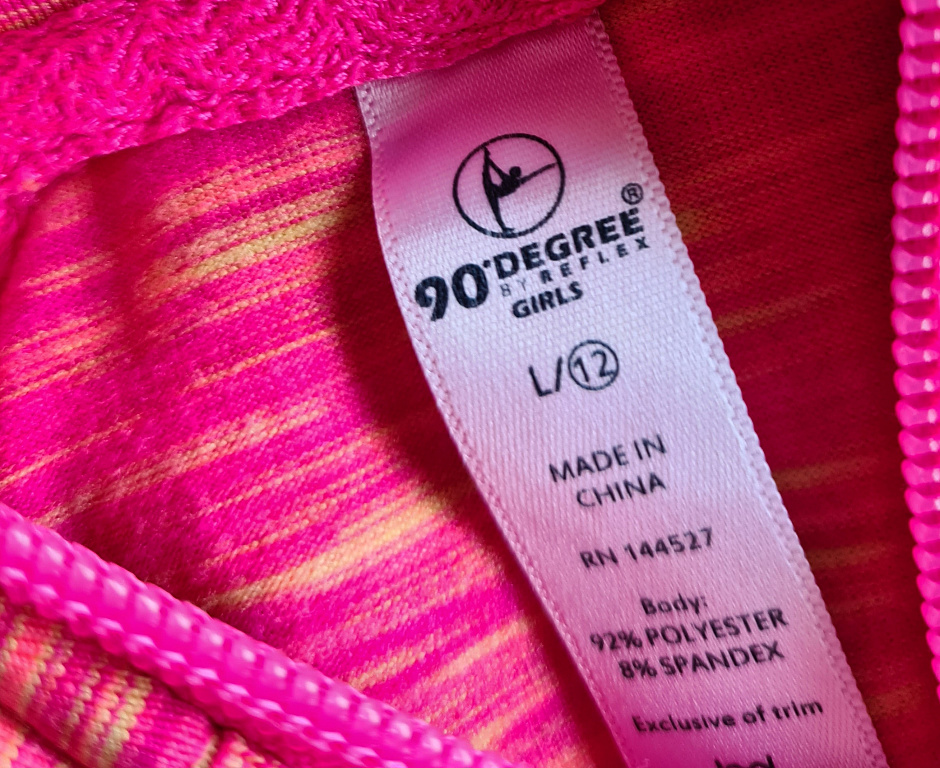 90°DEGREE®
BY REFLEX
GIRLS
L/12
MADE IN
CHINA
RN 144527
Body:
92% POLYESTER
8% SPANDEX
Exclusive of trim